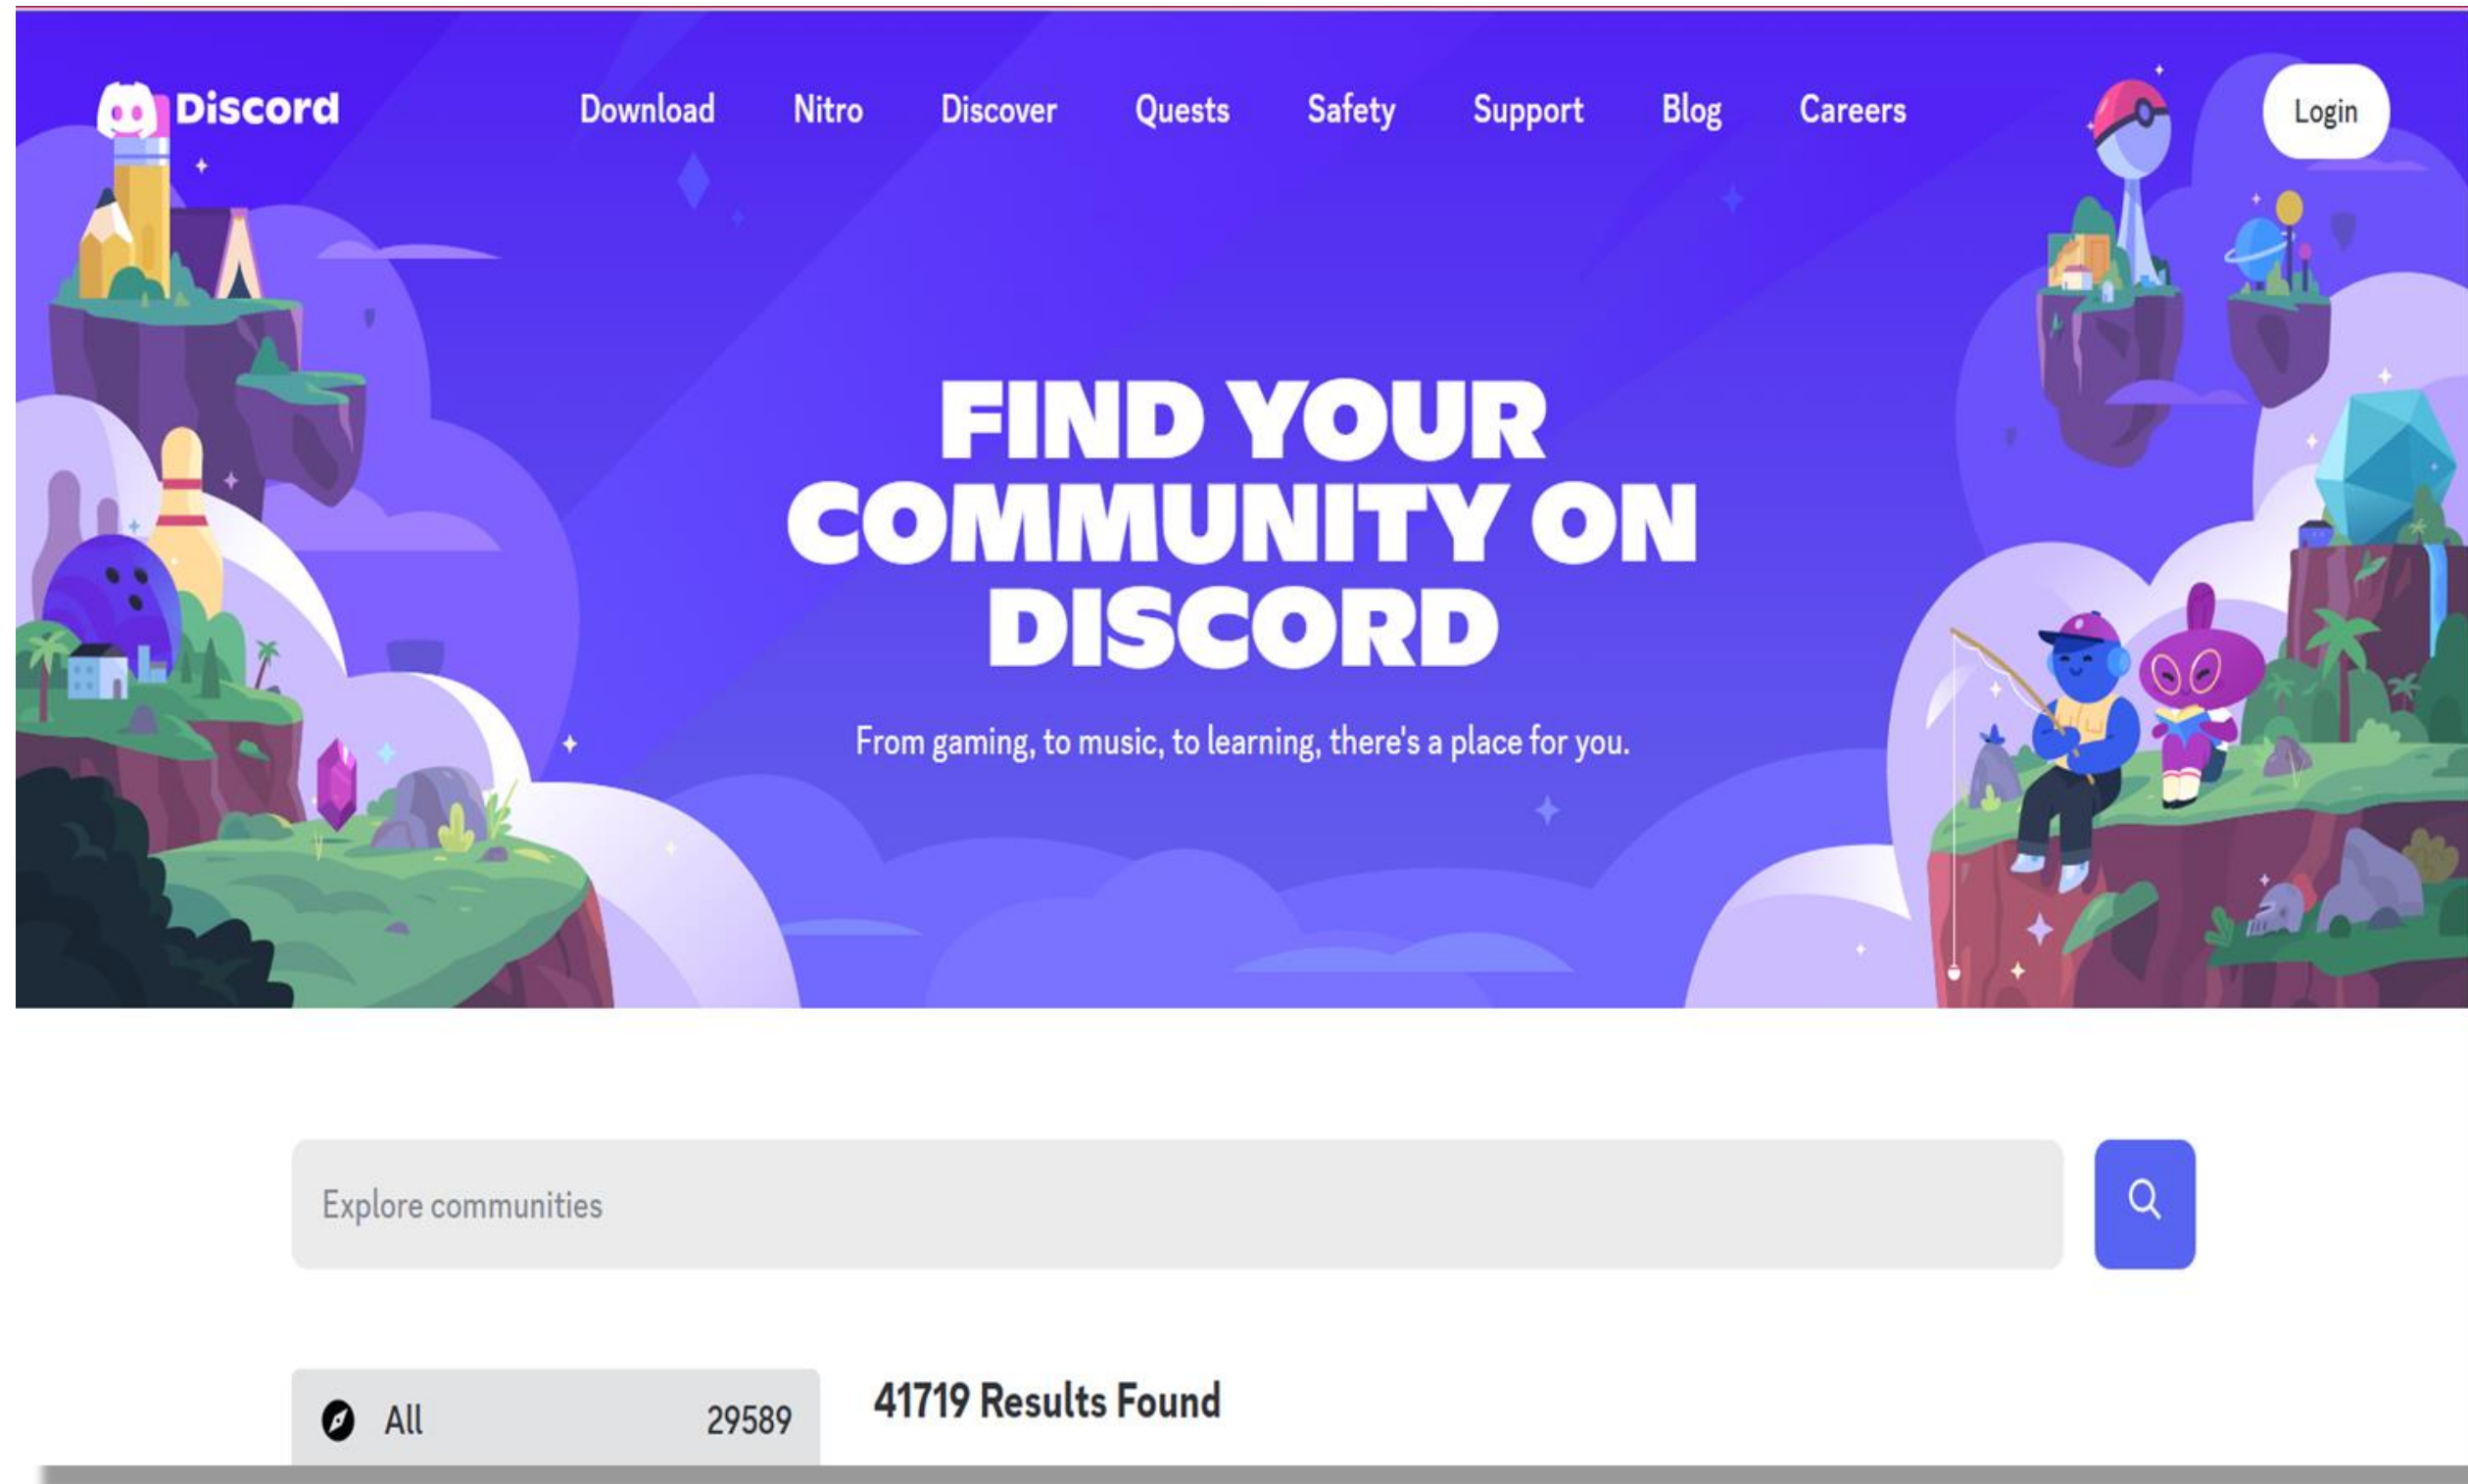 Discord
Download Nitro Discover Quests Safety Support Blog Careers
Login
FIND YOUR
COMMUNITY ON
DISCORD
From gaming, to music, to learning, there's a place for you.
Explore communities
All 29589
41719 Results Found